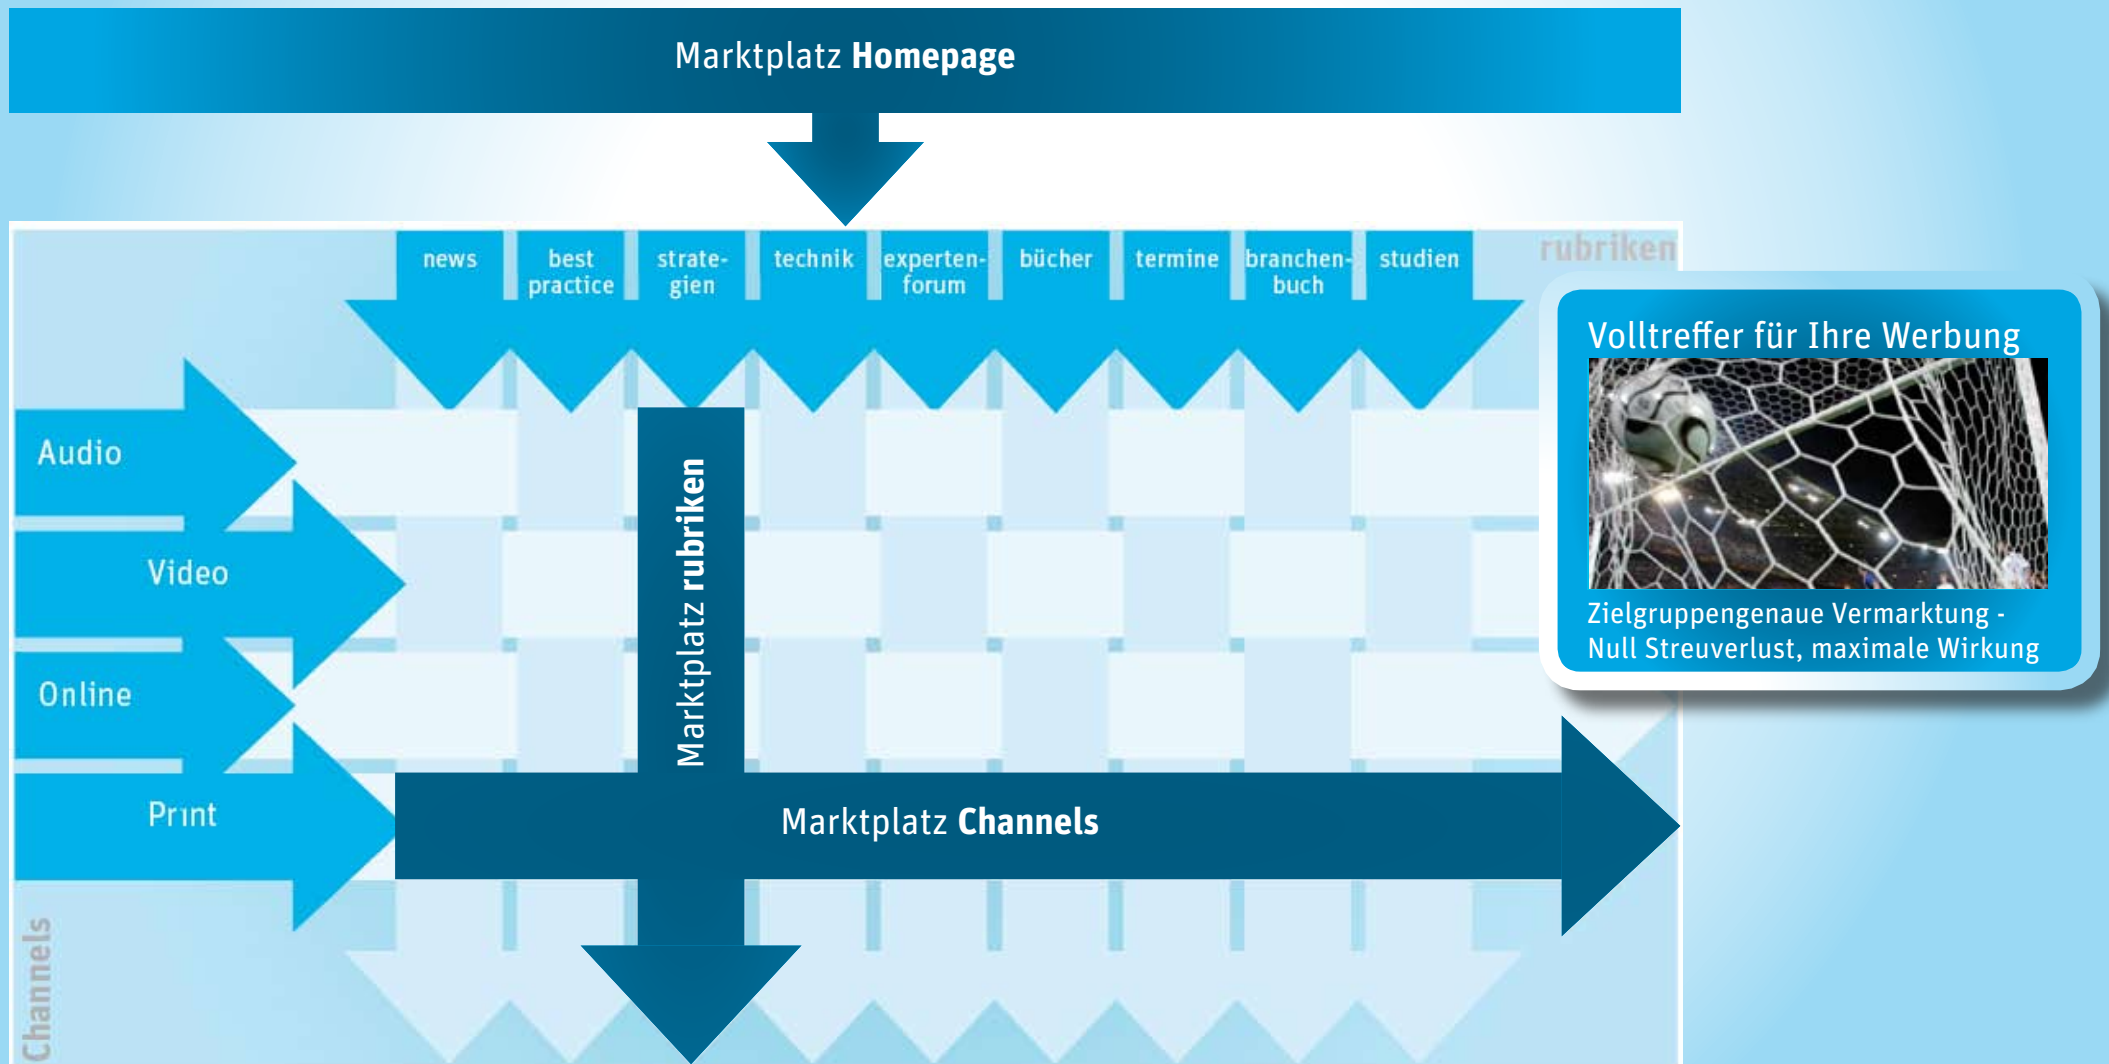 Marktplatz Homepage
news
best
practice
strate-
gien
technik
experten-
forum
bücher
termine
branchen-
buch
studien
rubriken
Volltreffer für Ihre Werbung
Zielgruppengenaue Vermarktung -
Null Streuverlust, maximale Wirkung
Audio
Video
Online
Print
Marktplatz rubriken
Marktplatz Channels
Channels